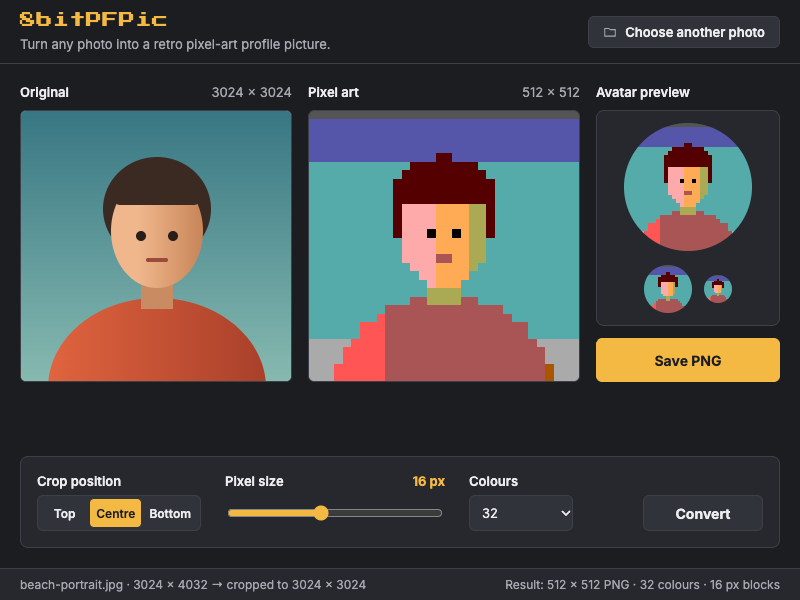 8bitPFPic
Turn any photo into a retro pixel-art profile picture.
Choose another photo
Original 3024 × 3024
Pixel art 512 × 512
Avatar preview
Save PNG
Crop position
Pixel size 16 px
Colours
Top Centre Bottom
32
Convert
beach-portrait.jpg · 3024 × 4032 → cropped to 3024 × 3024
Result: 512 × 512 PNG · 32 colours · 16 px blocks